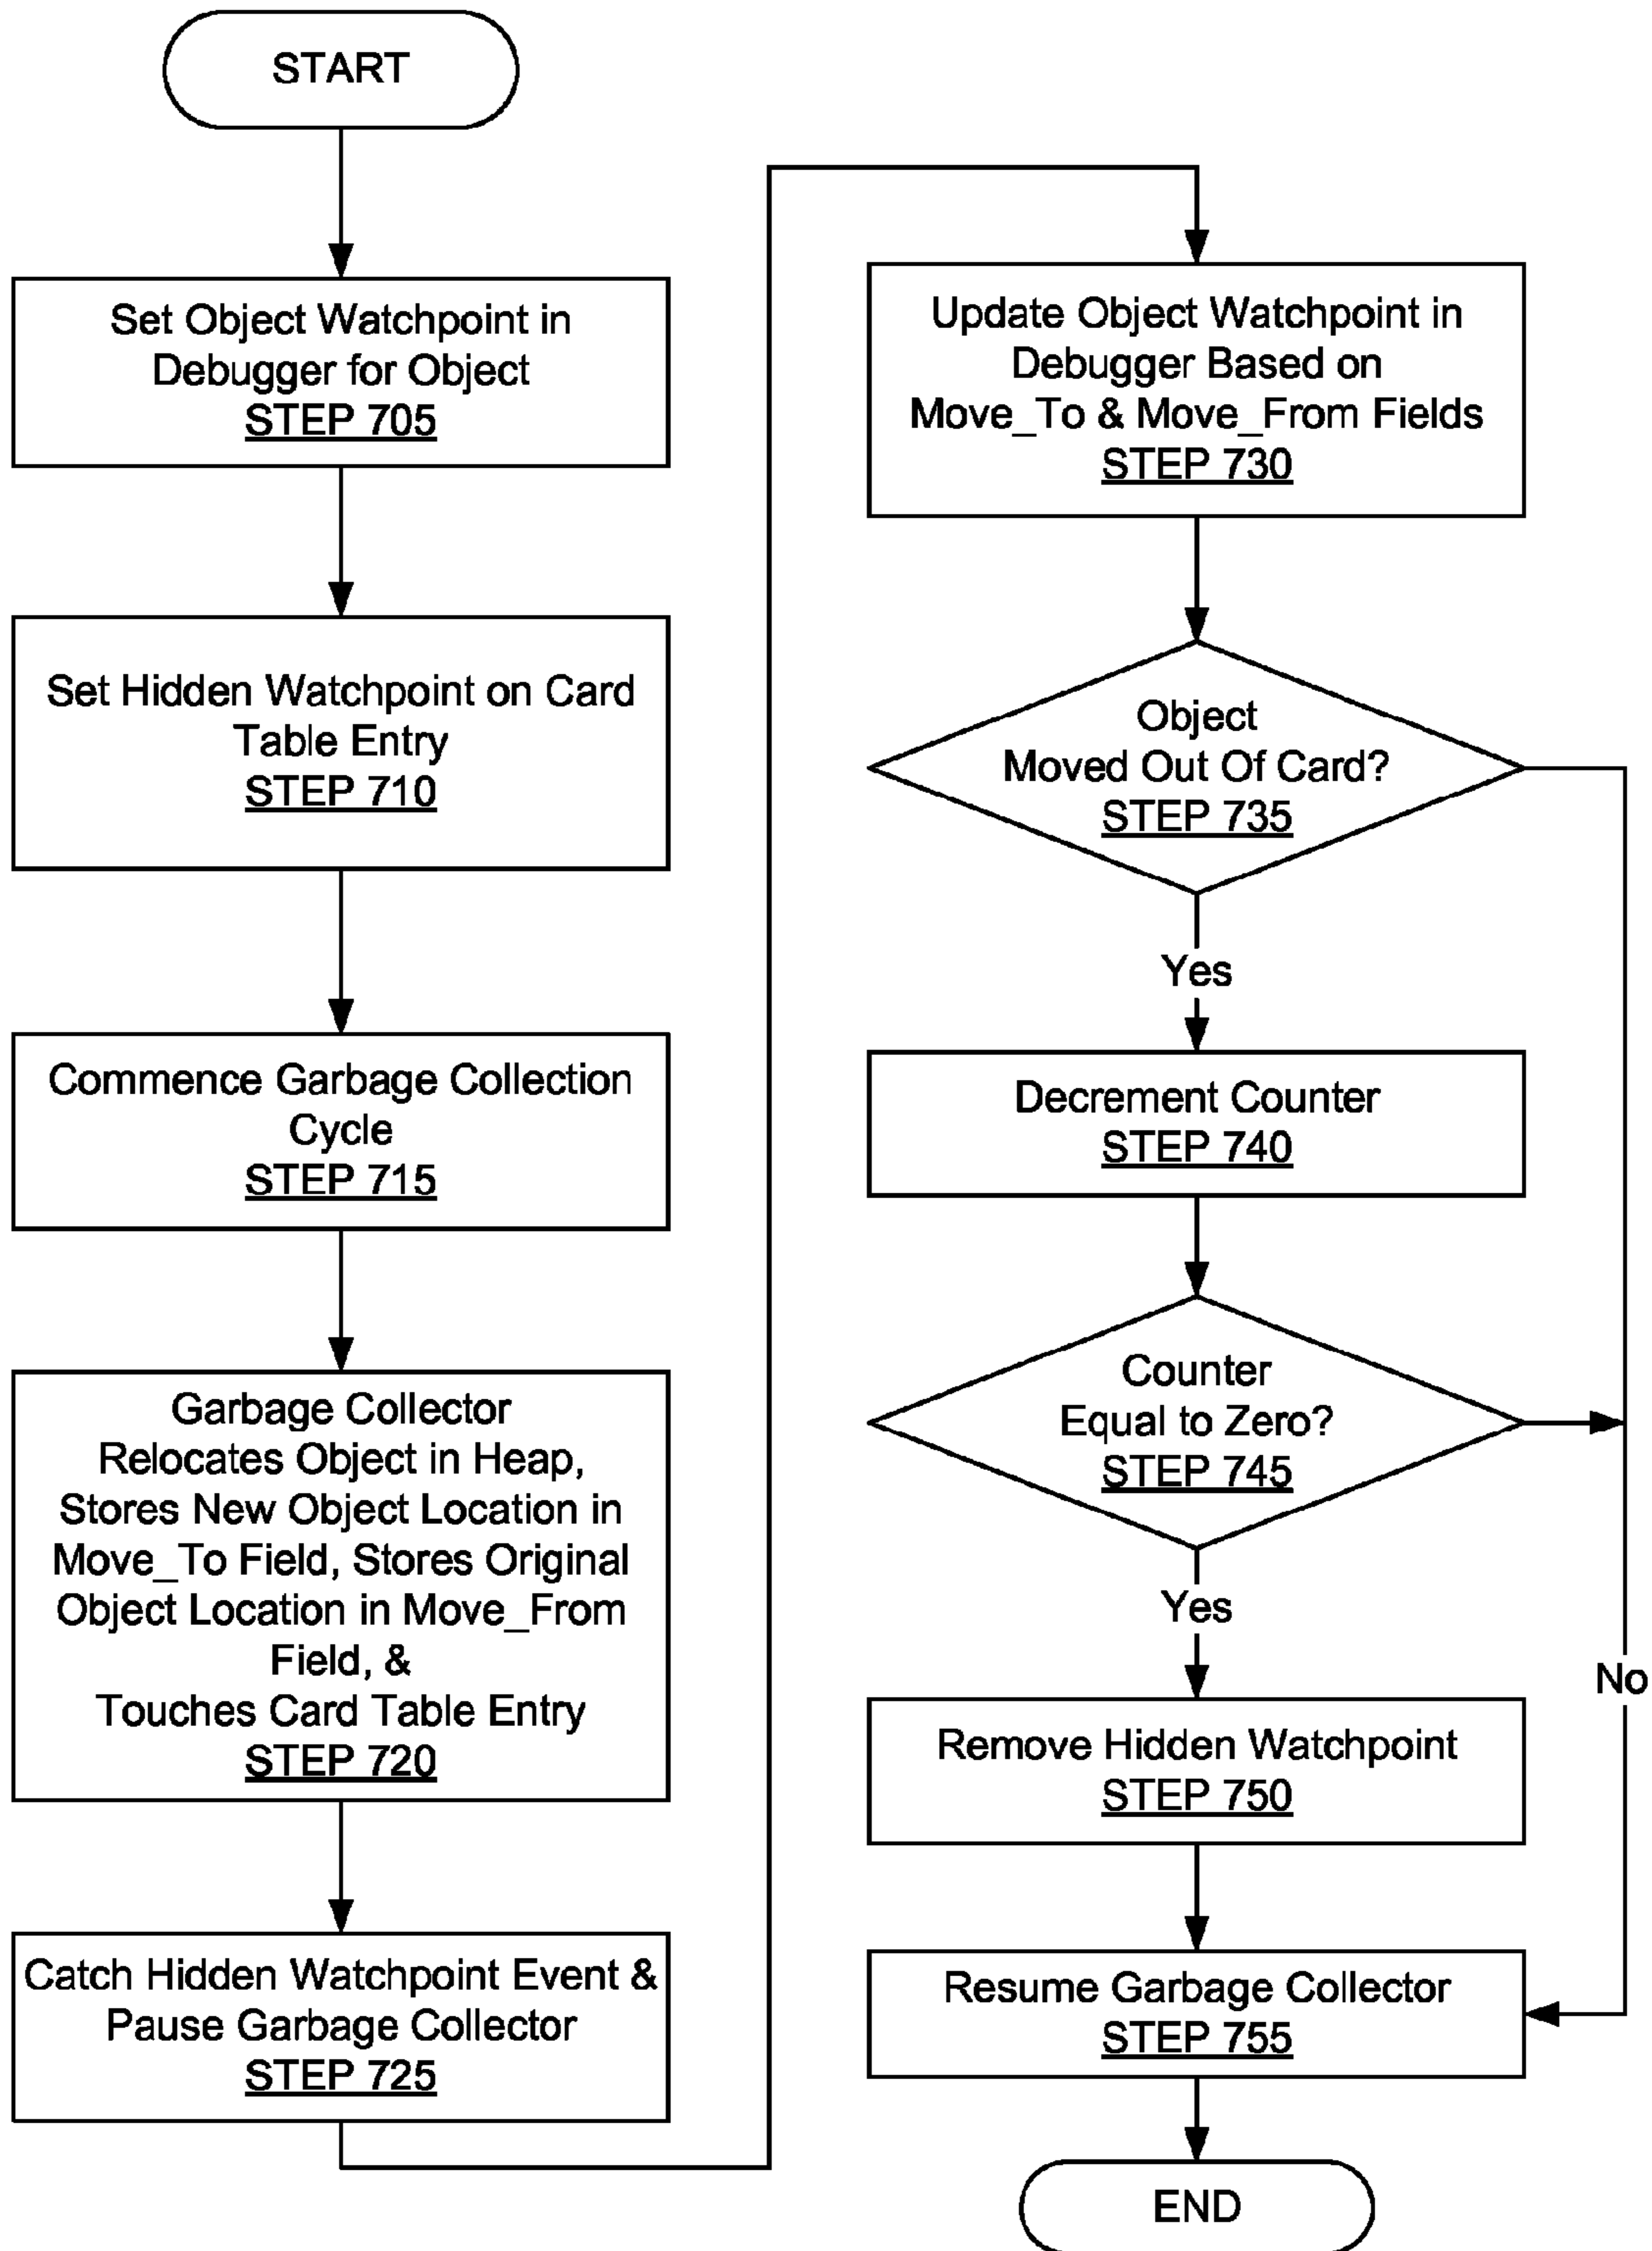 START
Set Object Watchpoint in
Debugger for Object
STEP 705
Set Hidden Watchpoint on Card
Table Entry
STEP 710
Commence Garbage Collection
Cycle
STEP 715
Garbage Collector
Relocates Object in Heap,
Stores New Object Location in
Move_To Field, Stores Original
Object Location in Move_From
Field, &
Touches Card Table Entry
STEP 720
Catch Hidden Watchpoint Event &
Pause Garbage Collector
STEP 725
Update Object Watchpoint in
Debugger Based on
Move_To & Move_From Fields
STEP 730
Object
Moved Out Of Card?
STEP 735
Yes
Decrement Counter
STEP 740
Counter
Equal to Zero?
STEP 745
Yes
No
Remove Hidden Watchpoint
STEP 750
Resume Garbage Collector
STEP 755
END